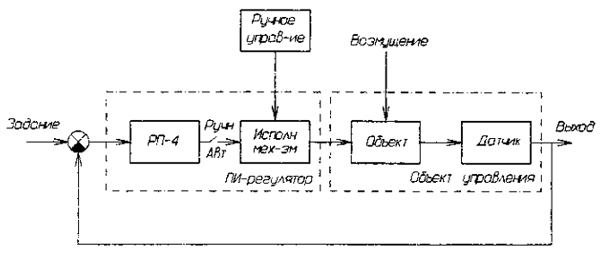 Ручное
управ-ие
Возмущение
Задание
РП-4
Ручн
Авт
Исполн
мех-зм
Объект
Датчик
Выход
ПИ-регулятор
Объект управления